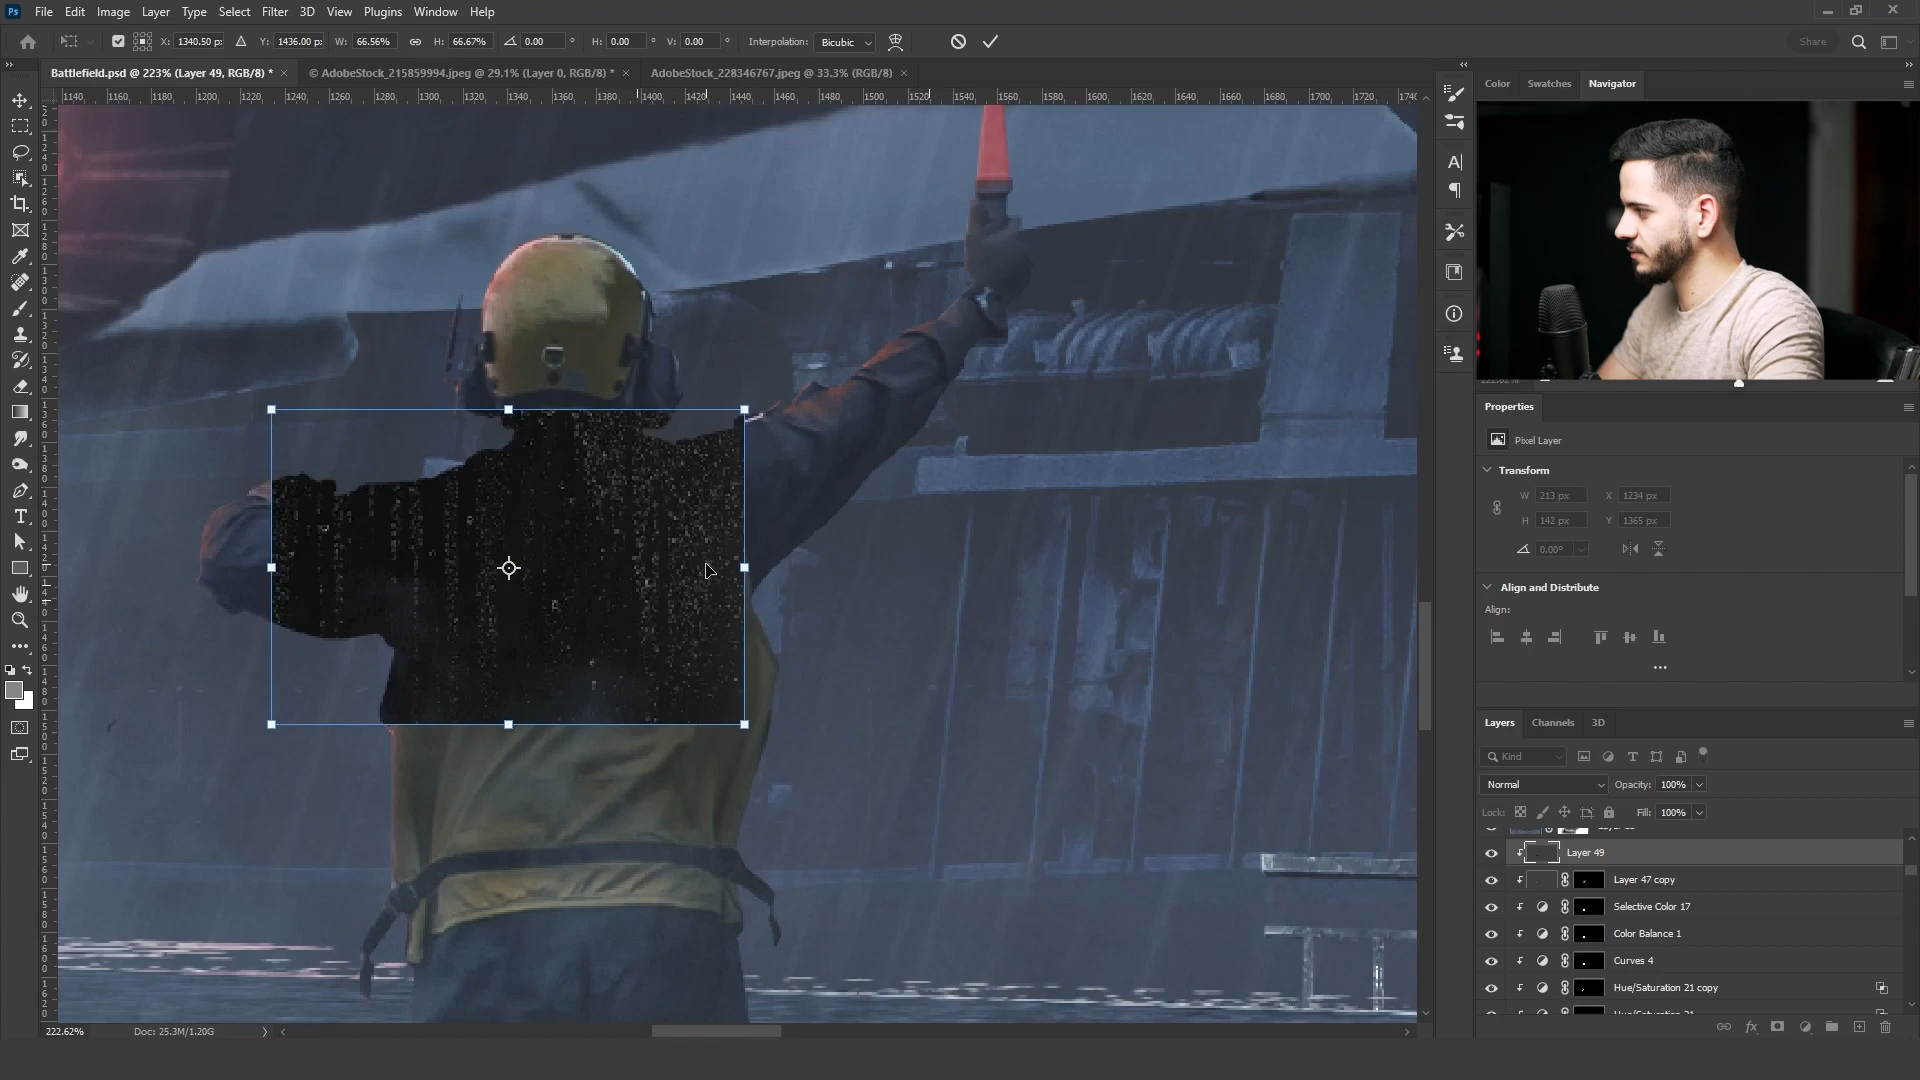 Ps File Edit Image Layer Type Select Filter 3D View Plugins Window Help
X: 1340.50 px Y: 1436.00 px W: 66.56% H: 66.67% 0.00 ° H: 0.00 ° V: 0.00 ° Interpolation: Bicubic Share
Battlefield.psd @ 223% (Layer 49, RGB/8) * © AdobeStock_215859994.jpeg @ 29.1% (Layer 0, RGB/8) * AdobeStock_228346767.jpeg @ 33.3% (RGB/8)
Color Swatches Navigator
1140 1160 1180 1200 1220 1240 1260 1280 1300 1320 1340 1360 1380 1400 1420 1440 1460 1480 1500 1520 1540 1560 1580 1600 1620 1640 1660 1680 1700 1720 1740
Properties
Pixel Layer
Transform
W 213 px X 1234 px
H 142 px Y 1365 px
0.00°
Align and Distribute
Align:
Layers Channels 3D
Kind
Normal Opacity: 100%
Lock: Fill: 100%
Layer 49
Layer 47 copy
Selective Color 17
Color Balance 1
Curves 4
Hue/Saturation 21 copy
222.62% Doc: 25.3M/1.20G